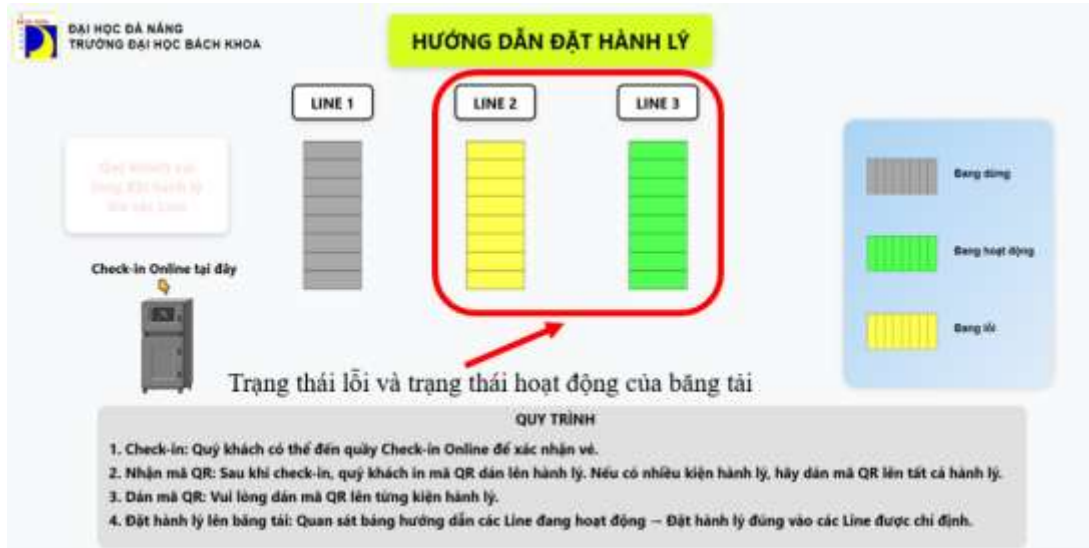 ĐẠI HỌC ĐÀ NẴNG
TRƯỜNG ĐẠI HỌC BÁCH KHOA
HƯỚNG DẪN ĐẶT HÀNH LÝ
LINE 1
LINE 2
LINE 3
Quý khách vui
lòng đặt hành lý
Đang dừng
Đang hoạt động
Đang lỗi
Check-in Online tại đây
Trạng thái lỗi và trạng thái hoạt động của băng tải
QUY TRÌNH
1. Check-in: Quý khách có thể đến quầy Check-in Online để xác nhận vé.
2. Nhận mã QR: Sau khi check-in, quý khách in mã QR dán lên hành lý. Nếu có nhiều kiện hành lý, hãy dán mã QR lên tất cả hành lý.
3. Dán mã QR: Vui lòng dán mã QR lên từng kiện hành lý.
4. Đặt hành lý lên băng tải: Quan sát bảng hướng dẫn các Line đang hoạt động — Đặt hành lý đúng vào các Line được chỉ định.